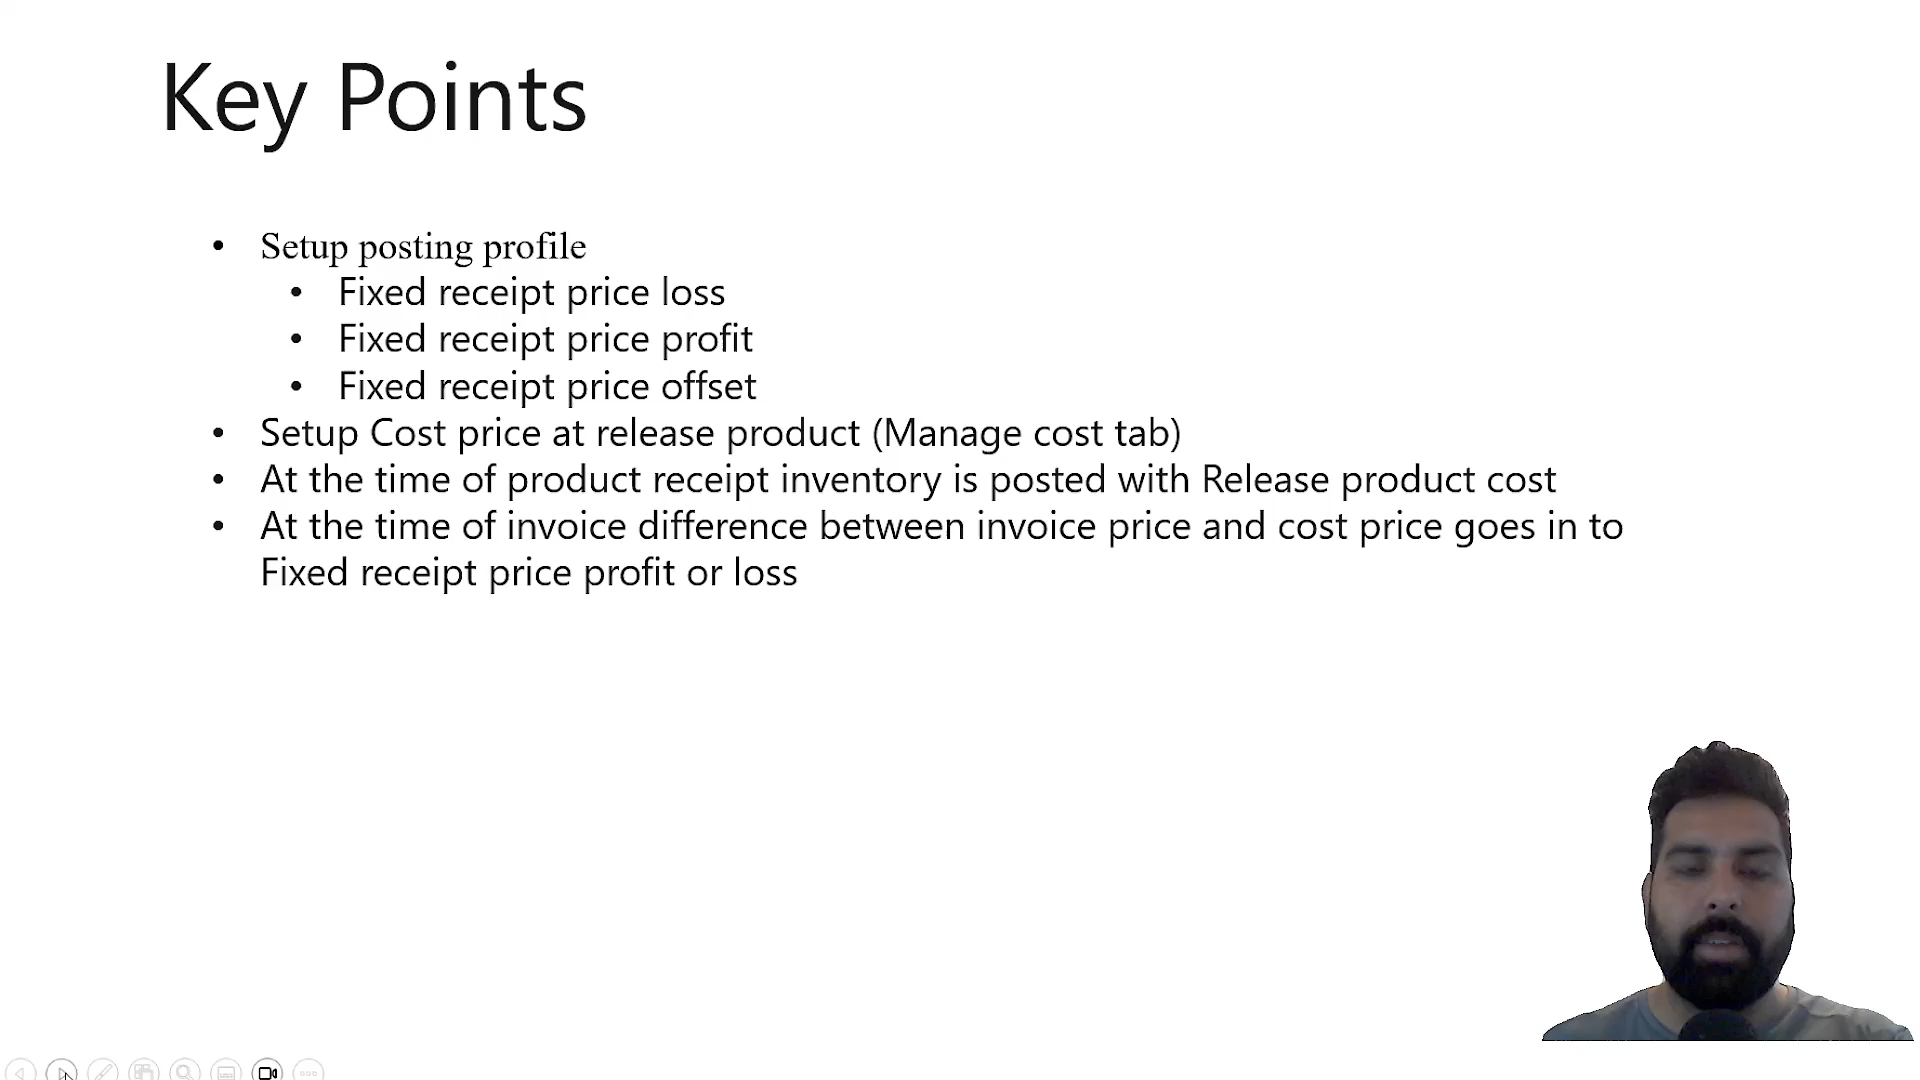 Key Points
• Setup posting profile
• Fixed receipt price loss
• Fixed receipt price profit
• Fixed receipt price offset
• Setup Cost price at release product (Manage cost tab)
• At the time of product receipt inventory is posted with Release product cost
• At the time of invoice difference between invoice price and cost price goes in to
Fixed receipt price profit or loss